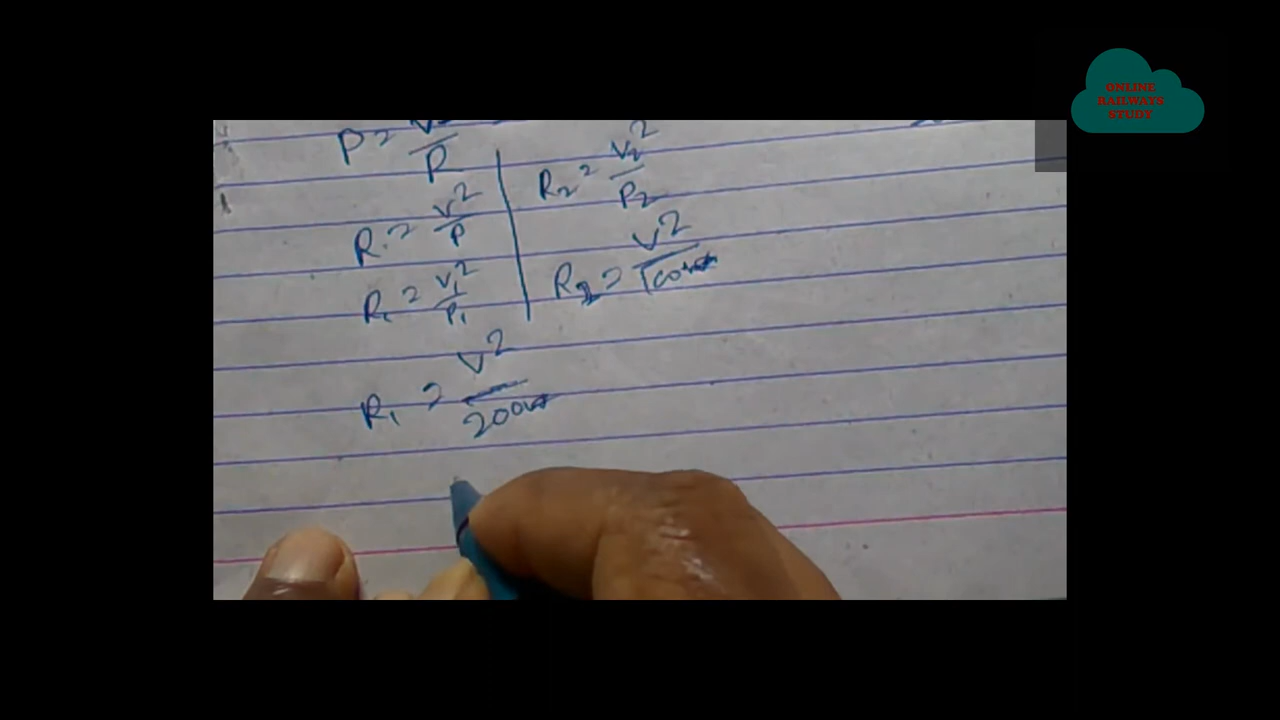 ONLINE
RAILWAYS
STUDY
P = V²/R
R = V²/P
R₁ = V₁²/P₁
R₁ = V²/200w
R₂ = V₂²/P₂
R₂ = V²/100w